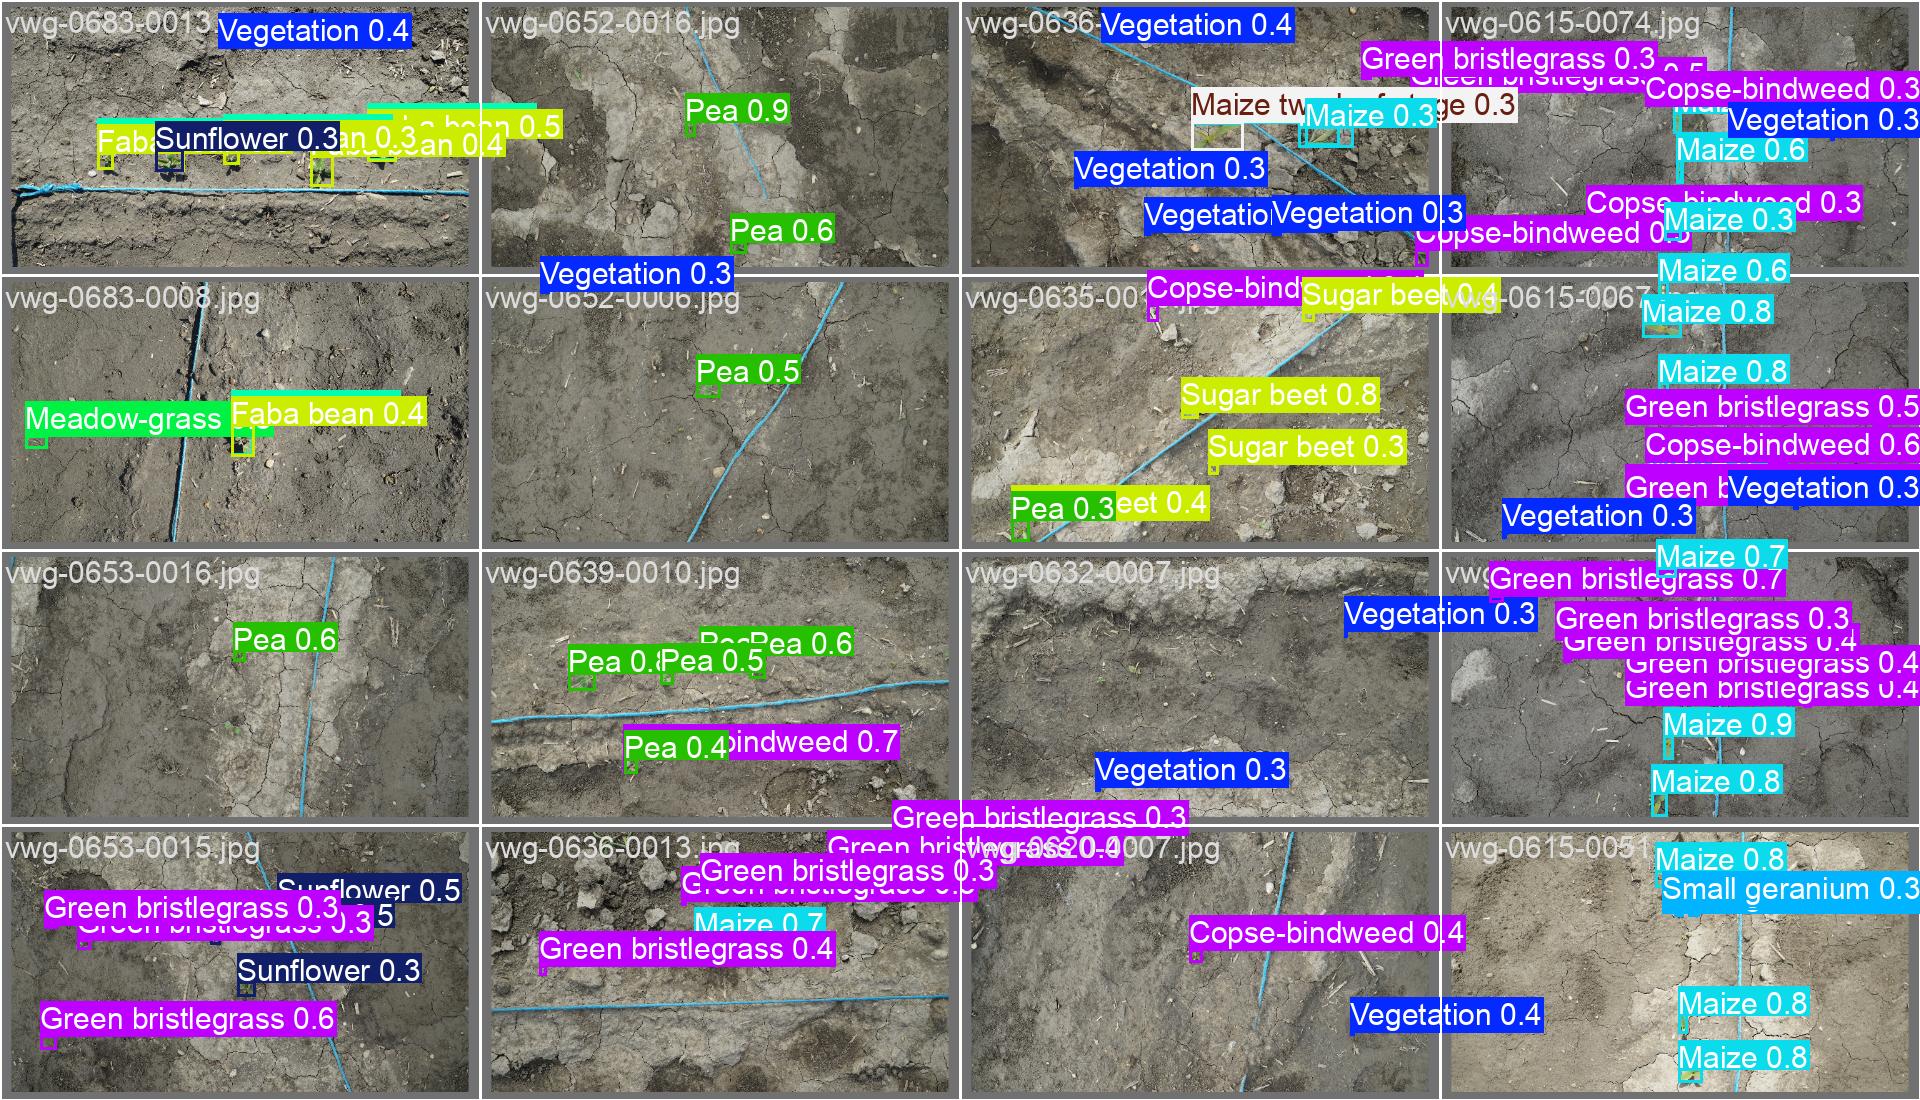 vwg-0683-0013
Vegetation 0.4
Faba
Sunflower 0.3
an 0.3
a bean 0.5
Faba bean 0.4
vwg-0652-0016.jpg
Pea 0.9
Pea 0.6
Vegetation 0.3
vwg-0636-
Vegetation 0.4
Maize tw
ge 0.3
Maize 0.3
Vegetation 0.3
Vegetatio
Vegetation 0.3
vwg-0615-0074.jpg
Green bristlegrass 0.3
Green bristlegrass 0.5
Copse-bindweed 0.3
Vegetation 0.3
Maize 0.6
Copse-bindweed 0.3
Maize 0.3
Copse-bindweed 0.3
Maize 0.6
vwg-0683-0008.jpg
Meadow-grass
Faba bean 0.4
vwg-0652-0006.jpg
Pea 0.5
vwg-0635-00
.jpg
Copse-bind
Sugar beet 0.4
Sugar beet 0.8
Sugar beet 0.3
Pea 0.3
eet 0.4
vwg-0615-0067
Maize 0.8
Maize 0.8
Green bristlegrass 0.5
Copse-bindweed 0.6
Green b
Vegetation 0.3
Vegetation 0.3
Maize 0.7
vwg-0653-0016.jpg
Pea 0.6
vwg-0639-0010.jpg
Pea 0.8
Pea 0.5
Pea 0.6
Pea 0.4
bindweed 0.7
vwg-0632-0007.jpg
Vegetation 0.3
Vegetation 0.3
vwg
Green bristlegrass 0.7
Green bristlegrass 0.3
Green bristlegrass 0.4
Green bristlegrass 0.4
Green bristlegrass 0.4
Maize 0.9
Maize 0.8
vwg-0653-0015.jpg
Sunflower 0.5
5
Green bristlegrass 0.3
Green bristlegrass 0.3
Sunflower 0.3
Green bristlegrass 0.6
vwg-0636-0013.jpg
Green bristlegrass 0.3
Green bristlegrass 0.4
Green bristlegrass 0.3
Maize 0.7
Green bristlegrass 0.4
vwg-0620-0007.jpg
Copse-bindweed 0.4
Vegetation 0.4
vwg-0615-0051
Maize 0.8
Small geranium 0.3
Maize 0.8
Maize 0.8